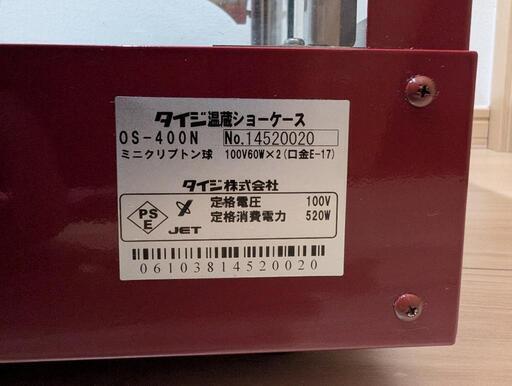 タイジ温蔵ショーケース
OS-400N No.14520020
ミニクリプトン球 100V60W×2(口金E-17)
タイジ株式会社
PS E JET 定格電圧 100V
定格消費電力 520W
06103814520020